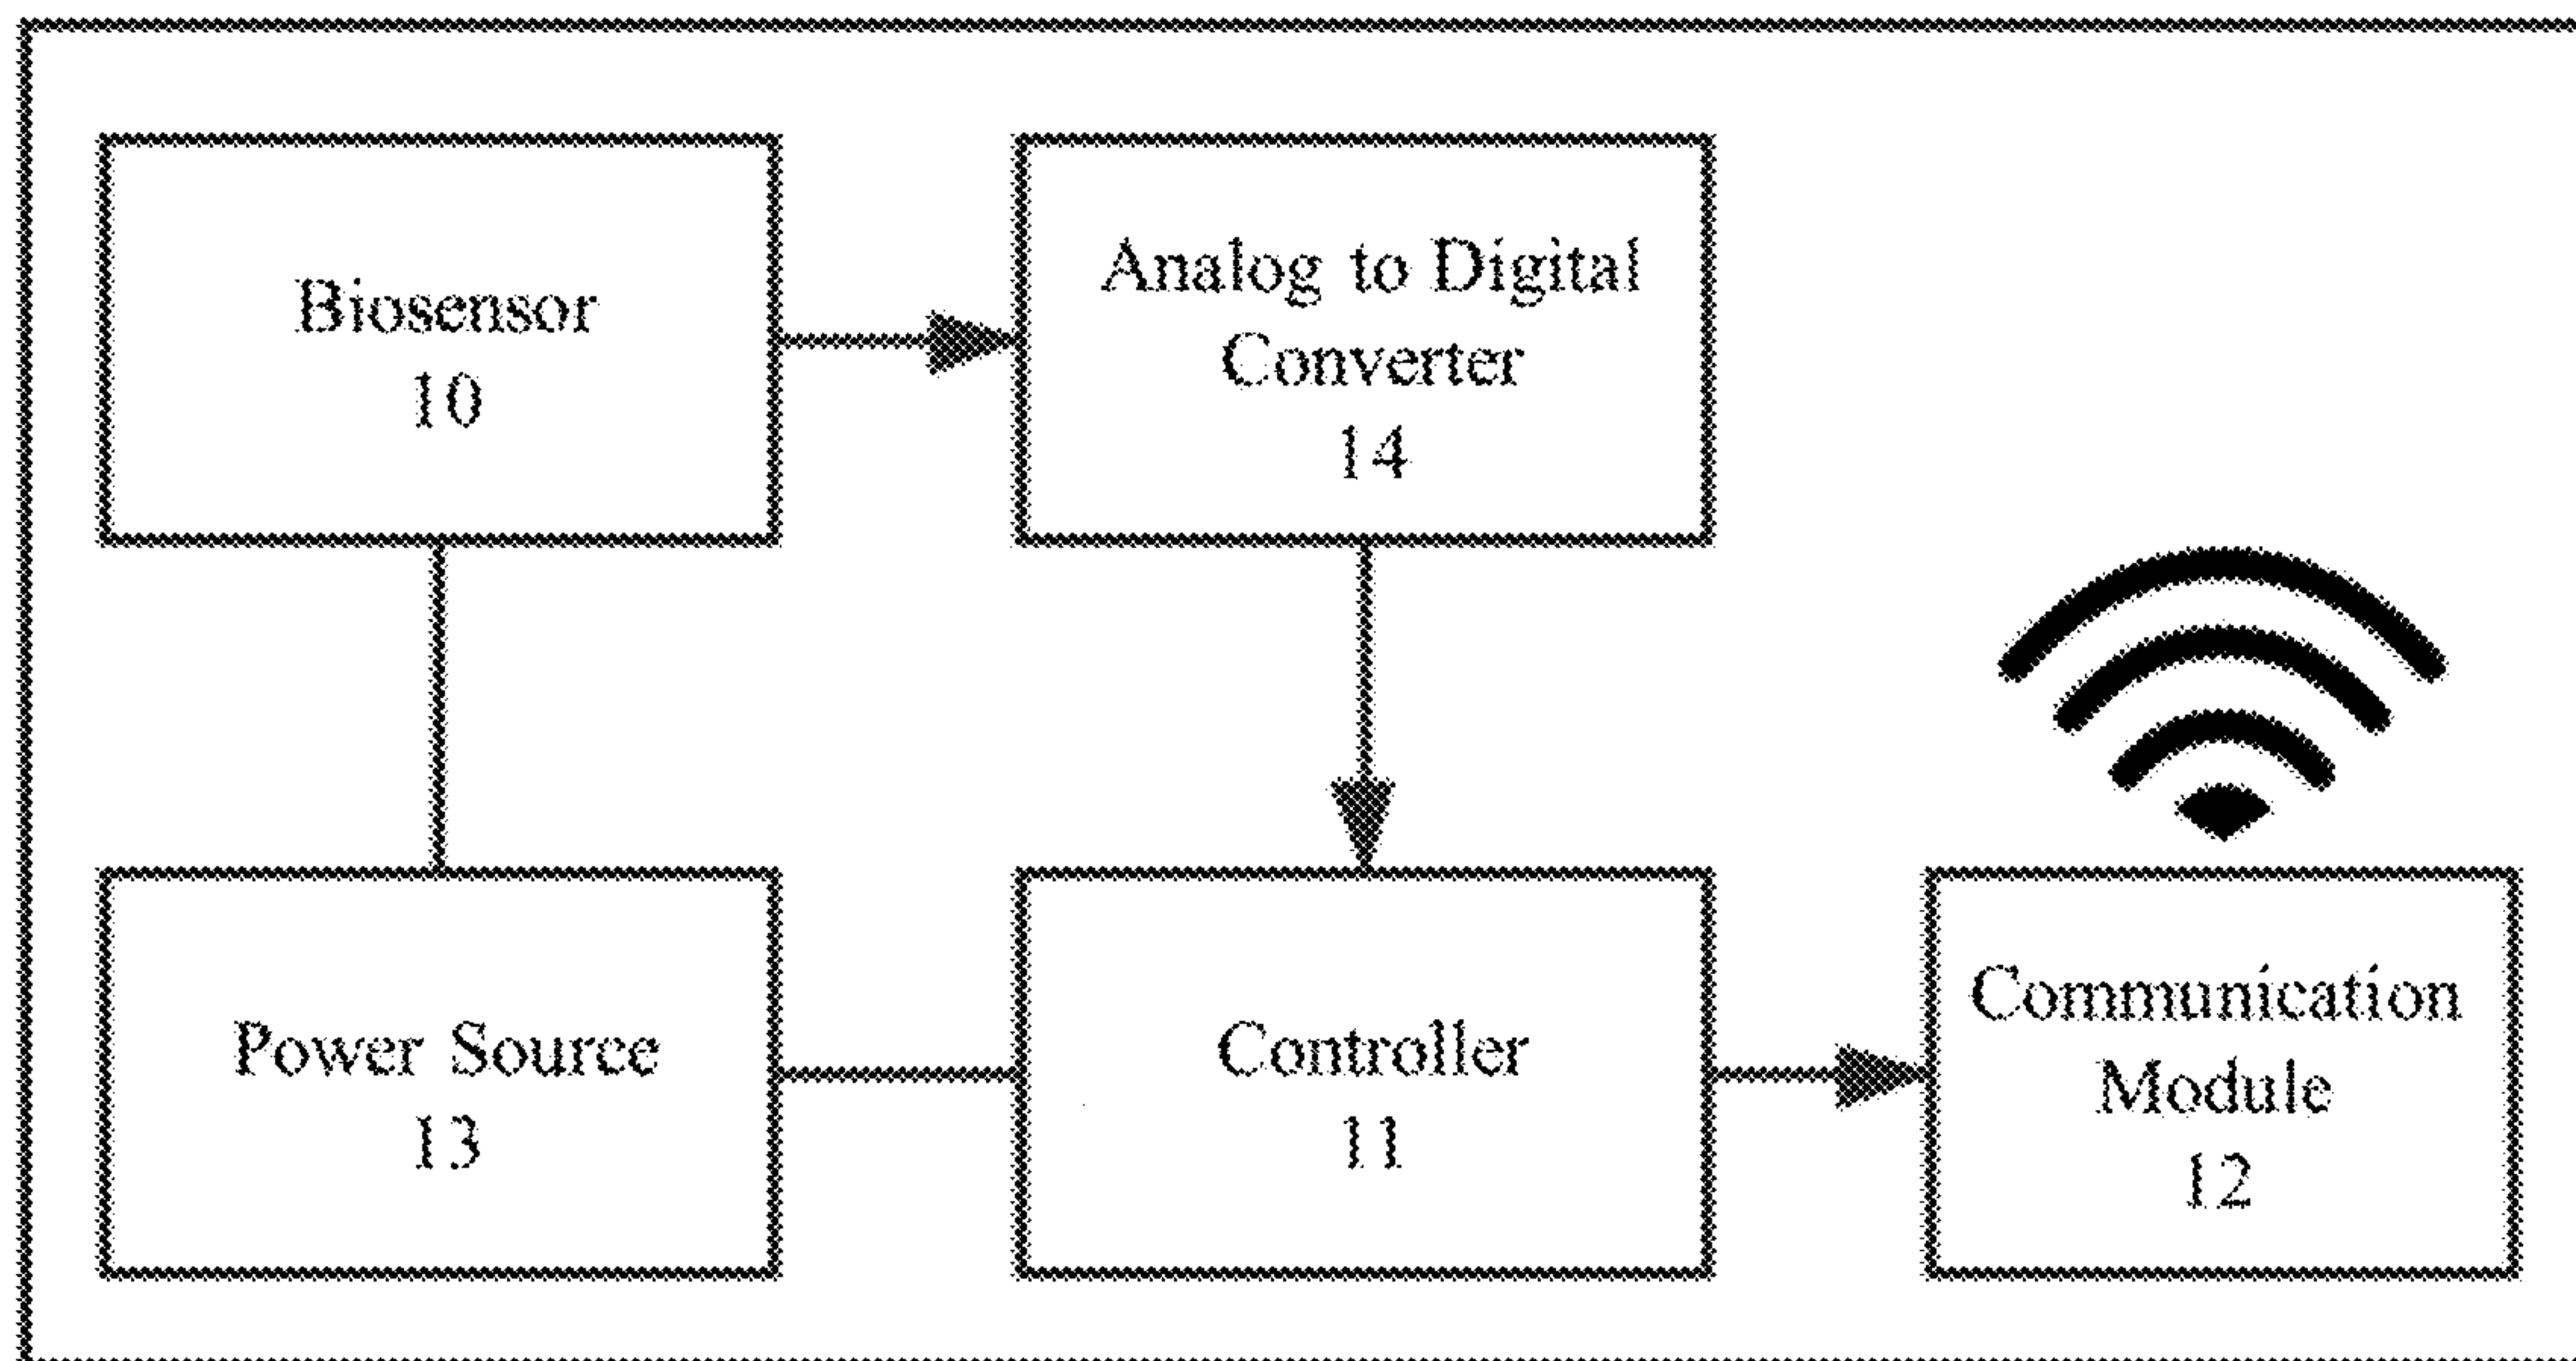 Biosensor
10
Analog to Digital
Converter
14
Power Source
13
Controller
11
Communication
Module
12